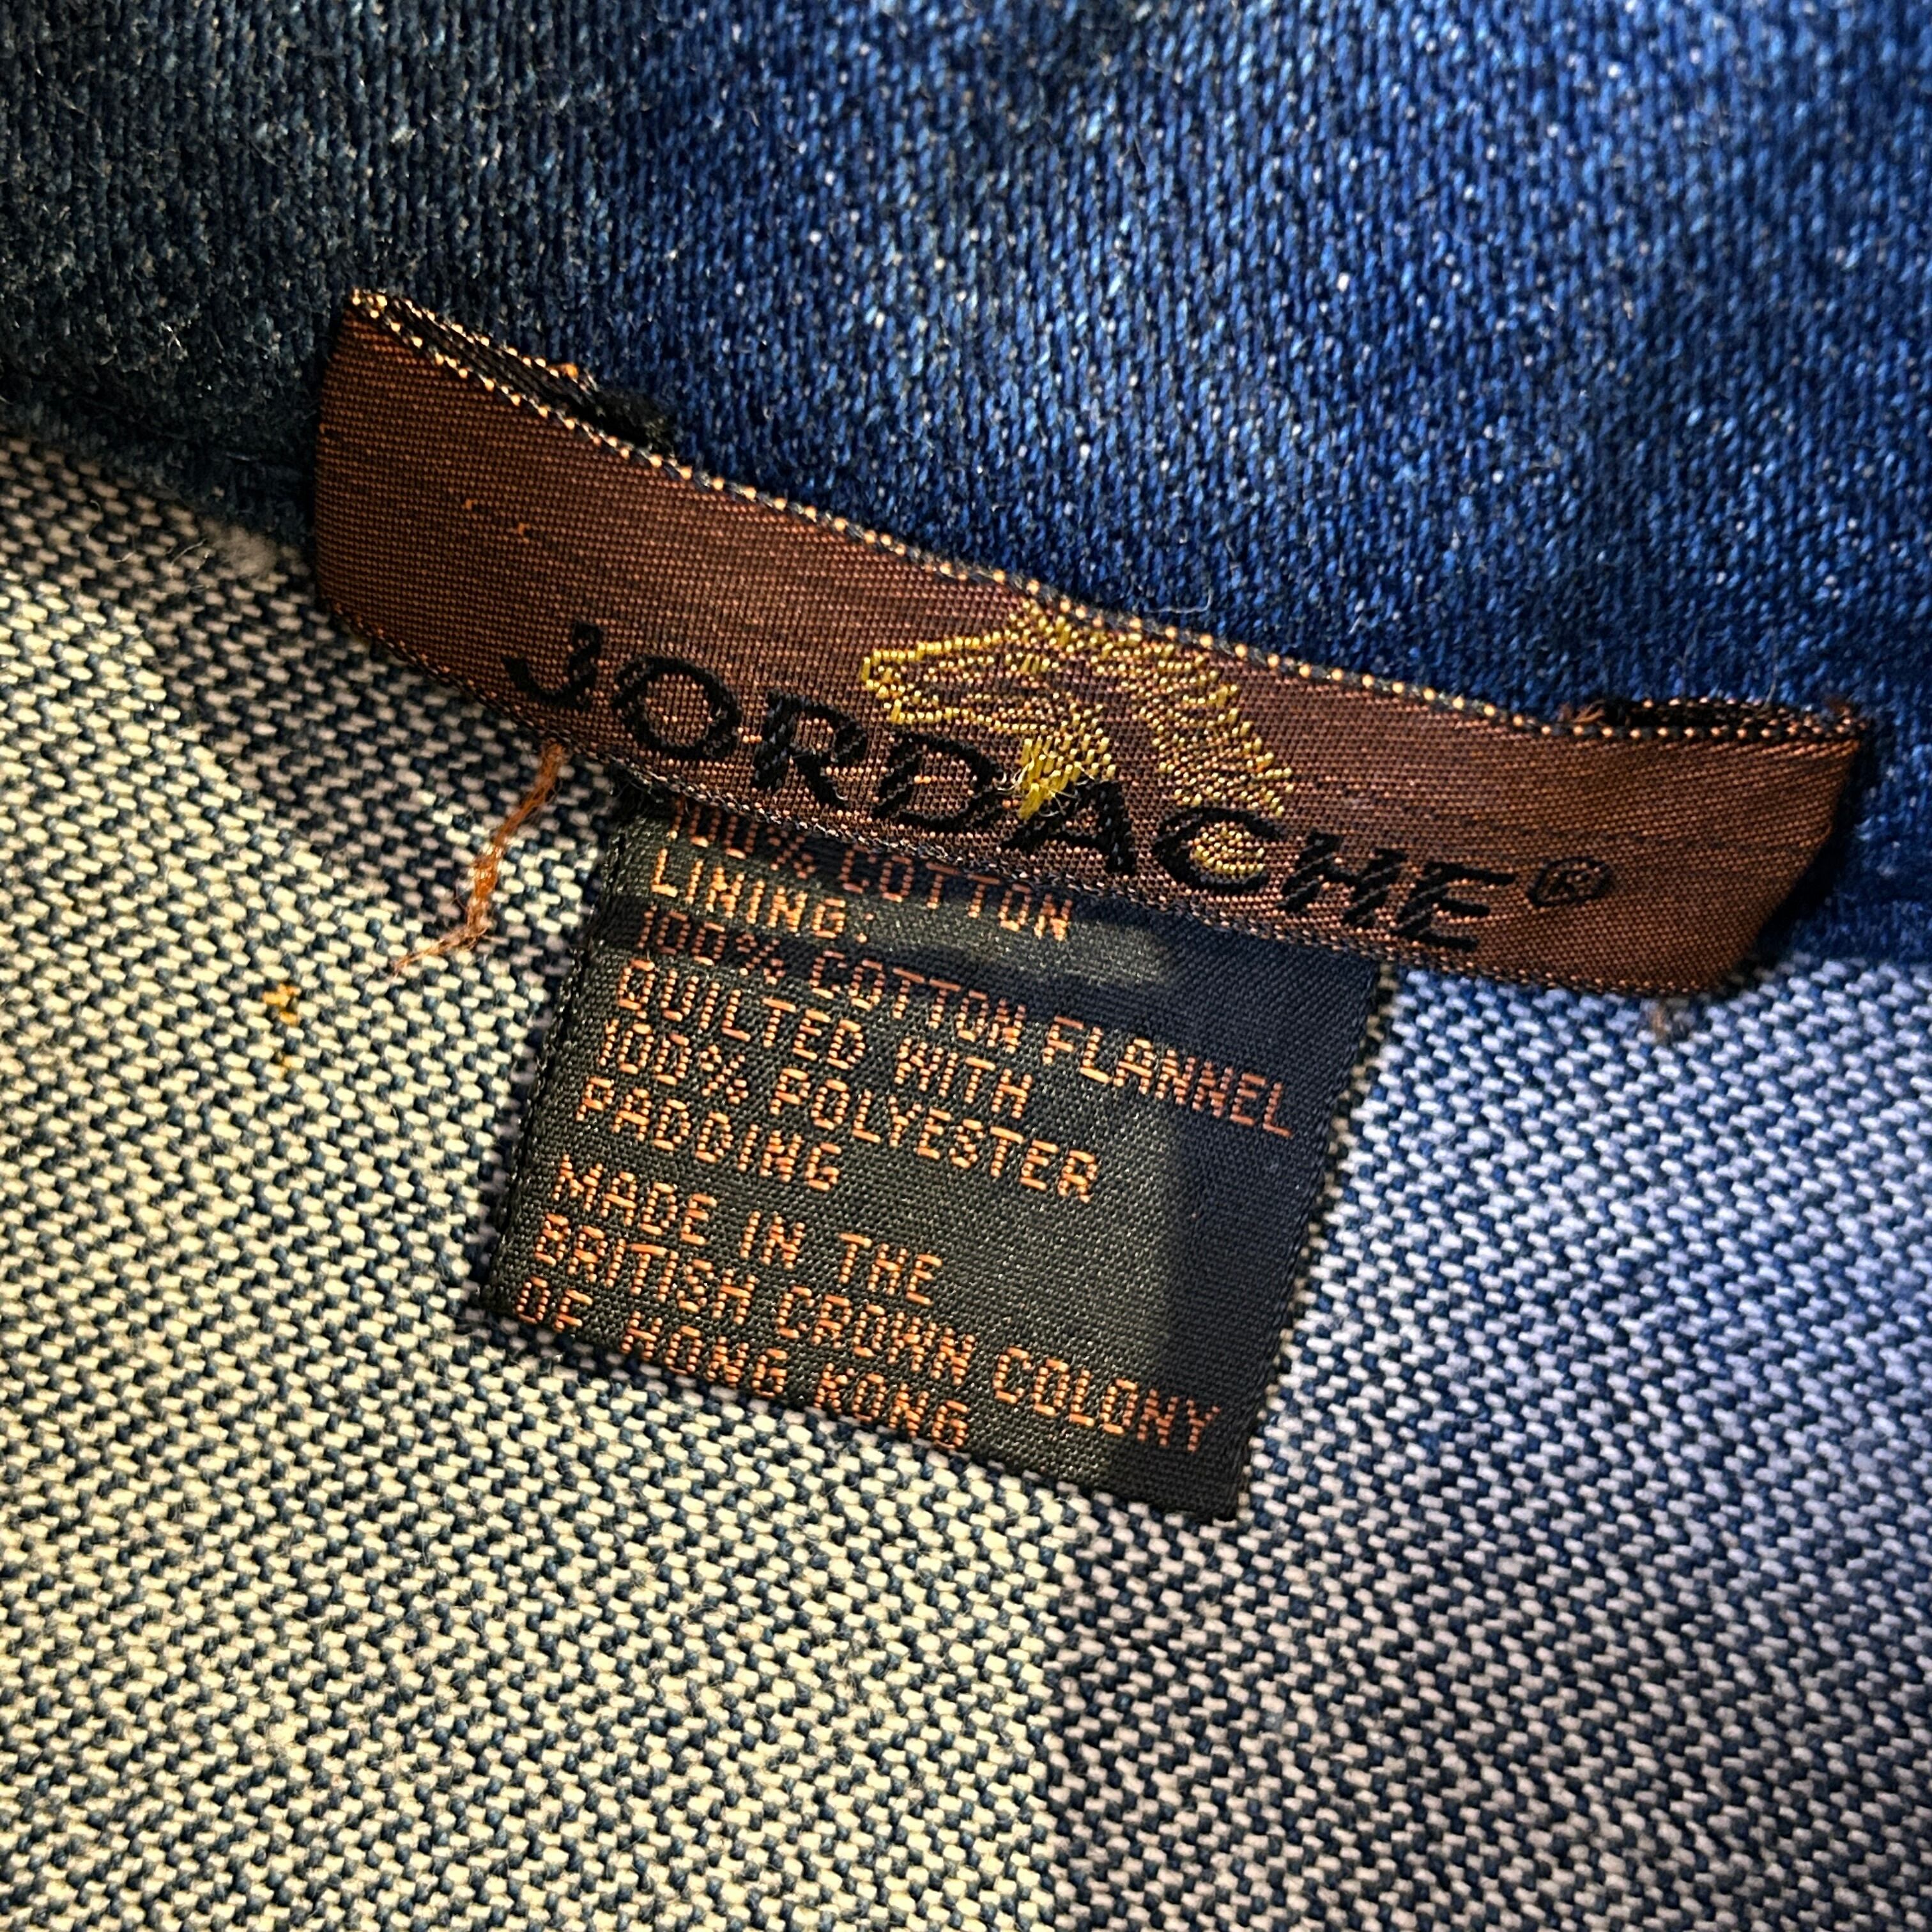 JORDACHE®
100% COTTON
LINING:
100% COTTON FLANNEL
QUILTED WITH
100% POLYESTER
PADDING
MADE IN THE
BRITISH CROWN COLONY
OF HONG KONG